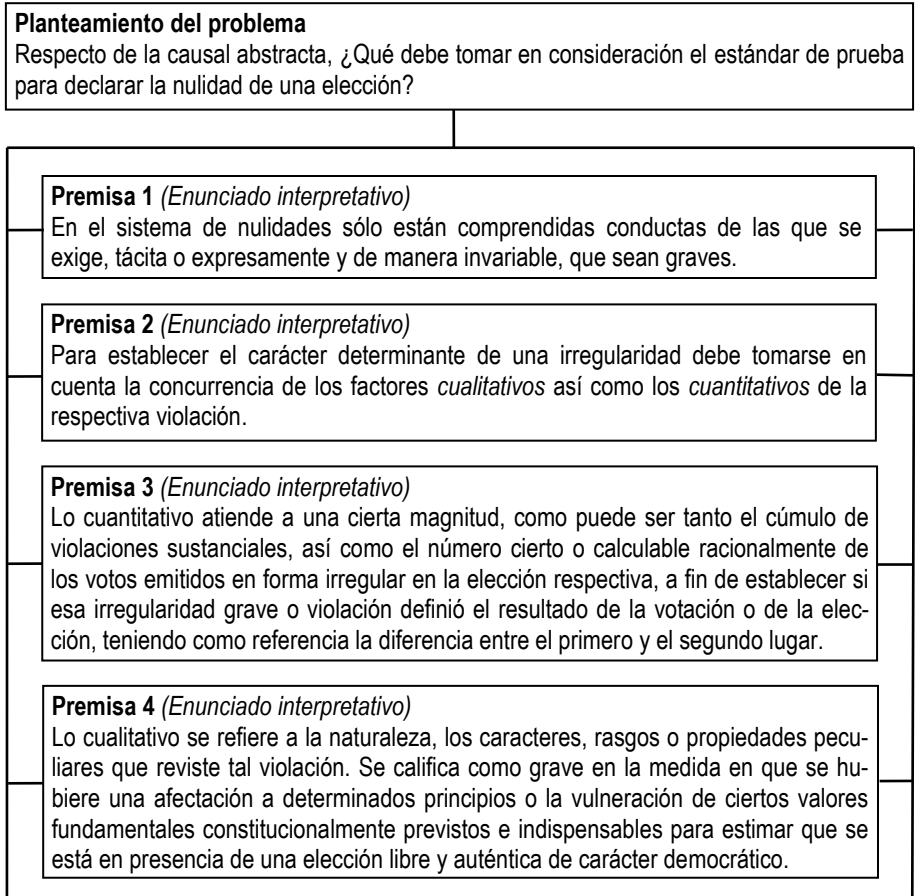 Planteamiento del problema
Respecto de la causal abstracta, ¿Qué debe tomar en consideración el estándar de prueba
para declarar la nulidad de una elección?
Premisa 1 (Enunciado interpretativo)
En el sistema de nulidades sólo están comprendidas conductas de las que se
exige, tácita o expresamente y de manera invariable, que sean graves.
Premisa 2 (Enunciado interpretativo)
Para establecer el carácter determinante de una irregularidad debe tomarse en
cuenta la concurrencia de los factores cualitativos así como los cuantitativos de la
respectiva violación.
Premisa 3 (Enunciado interpretativo)
Lo cuantitativo atiende a una cierta magnitud, como puede ser tanto el cúmulo de
violaciones sustanciales, así como el número cierto o calculable racionalmente de
los votos emitidos en forma irregular en la elección respectiva, a fin de establecer si
esa irregularidad grave o violación definió el resultado de la votación o de la elec-
ción, teniendo como referencia la diferencia entre el primero y el segundo lugar.
Premisa 4 (Enunciado interpretativo)
Lo cualitativo se refiere a la naturaleza, los caracteres, rasgos o propiedades pecu-
liares que reviste tal violación. Se califica como grave en la medida en que se hu-
biere una afectación a determinados principios o la vulneración de ciertos valores
fundamentales constitucionalmente previstos e indispensables para estimar que se
está en presencia de una elección libre y auténtica de carácter democrático.